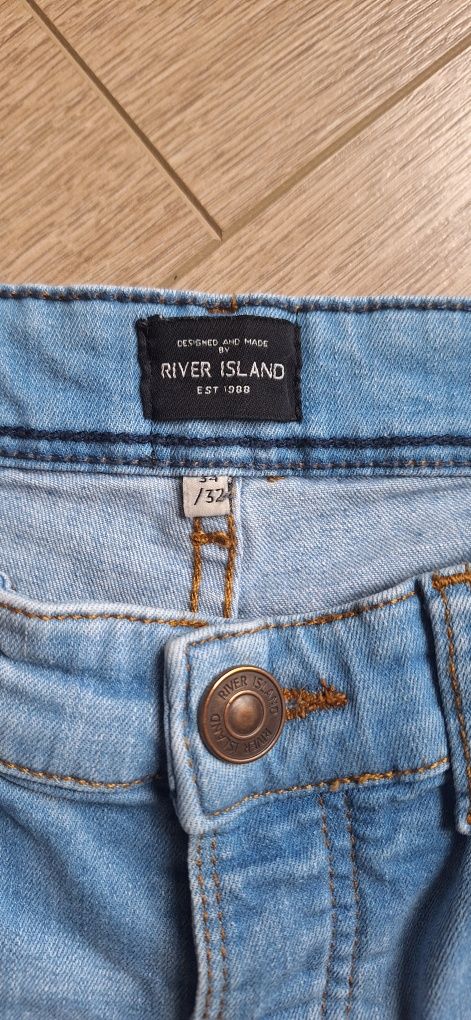 DESIGNED AND MADE
BY
RIVER ISLAND
EST 1988
34
/32
RIVER ISLAND
RIVER ISLAND